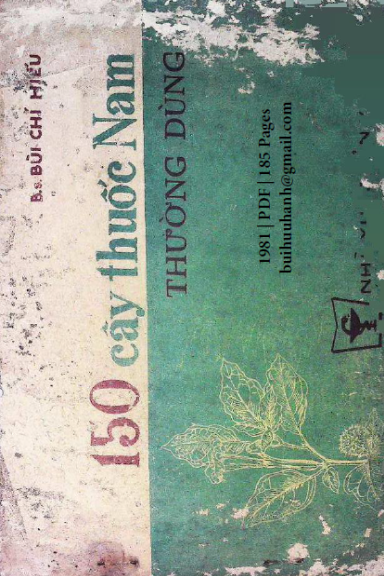 B.s. BÙI CHÍ HIẾU
150 cây thuốc Nam
THƯỜNG DÙNG
1981 | PDF | 185 Pages
buihuuhanh@gmail.com